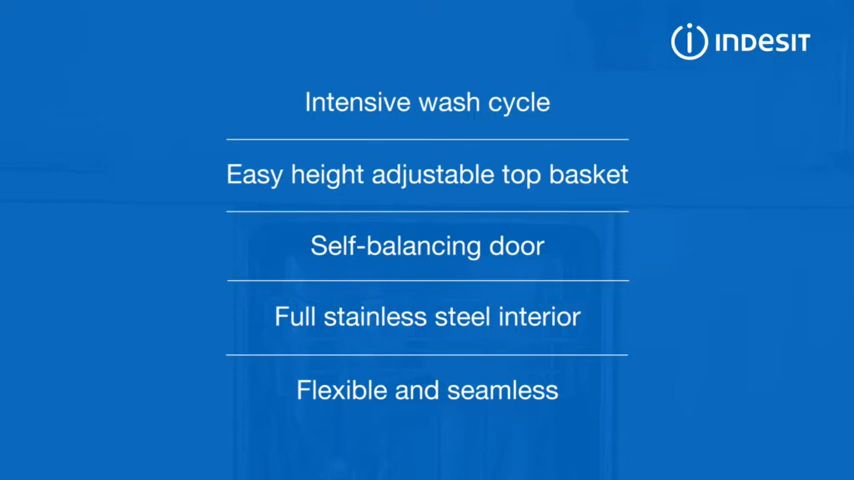 INDESIT
Intensive wash cycle
Easy height adjustable top basket
Self-balancing door
Full stainless steel interior
Flexible and seamless